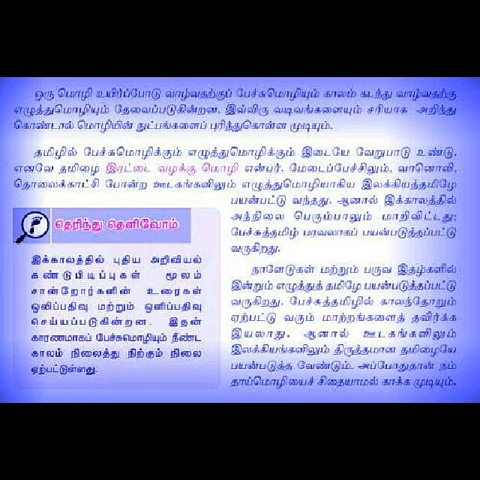 ஒரு மொழி உயிர்ப்போடு வாழ்வதற்குப் பேச்சுமொழியும் காலம் கடந்து வாழ்வதற்கு
எழுத்துமொழியும் தேவைப்படுகின்றன. இவ்விரு வடிவங்களையும் சரியாக அறிந்து
கொண்டால் மொழியின் நுட்பங்களைப் புரிந்துகொள்ள முடியும்.
தமிழில் பேச்சுமொழிக்கும் எழுத்துமொழிக்கும் இடையே வேறுபாடு உண்டு.
எனவே தமிழை இரட்டை வழக்கு மொழி என்பர். மேடைப்பேச்சிலும், வானொலி,
தொலைக்காட்சி போன்ற ஊடகங்களிலும் எழுத்துமொழியாகிய இலக்கியத்தமிழே
பயன்பட்டு வந்தது. ஆனால் இக்காலத்தில்
அந்நிலை பெரும்பாலும் மாறிவிட்டது;
பேச்சுத்தமிழ் பரவலாகப் பயன்படுத்தப்பட்டு
வருகிறது.
நாளேடுகள் மற்றும் பருவ இதழ்களில்
இன்றும் எழுத்துத் தமிழே பயன்படுத்தப்பட்டு
வருகிறது. பேச்சுத்தமிழில் காலந்தோறும்
ஏற்பட்டு வரும் மாற்றங்களைத் தவிர்க்க
இயலாது. ஆனால் ஊடகங்களிலும்
இலக்கியங்களிலும் திருத்தமான தமிழையே
பயன்படுத்த வேண்டும். அப்போதுதான் நம்
தாய்மொழியைச் சிதையாமல் காக்க முடியும்.
தெரிந்து தெளிவோம்
இக்காலத்தில் புதிய அறிவியல்
கண்டுபிடிப்புகள் மூலம்
சான்றோர்களின் உரைகள்
ஒலிப்பதிவு மற்றும் ஒளிப்பதிவு
செய்யப்படுகின்றன. இதன்
காரணமாகப் பேச்சுமொழியும் நீண்ட
காலம் நிலைத்து நிற்கும் நிலை
ஏற்பட்டுள்ளது.